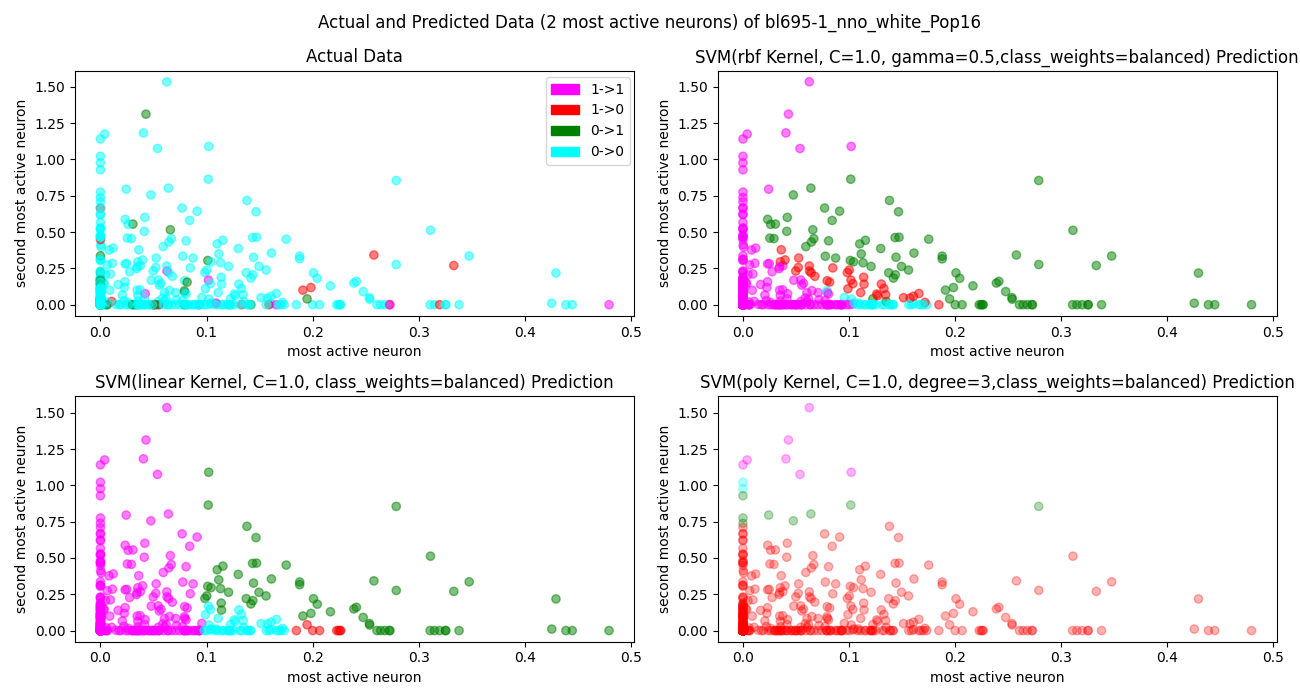 Actual and Predicted Data (2 most active neurons) of bl695-1_nno_white_Pop16
Actual Data
1.50
1.25
1.00
0.75
0.50
0.25
0.00
second most active neuron
1->1
1->0
0->1
0->0
0.0 0.1 0.2 0.3 0.4 0.5
most active neuron
SVM(rbf Kernel, C=1.0, gamma=0.5,class_weights=balanced) Prediction
1.50
1.25
1.00
0.75
0.50
0.25
0.00
second most active neuron
0.0 0.1 0.2 0.3 0.4 0.5
most active neuron
SVM(linear Kernel, C=1.0, class_weights=balanced) Prediction
1.50
1.25
1.00
0.75
0.50
0.25
0.00
second most active neuron
0.0 0.1 0.2 0.3 0.4 0.5
most active neuron
SVM(poly Kernel, C=1.0, degree=3,class_weights=balanced) Prediction
1.50
1.25
1.00
0.75
0.50
0.25
0.00
second most active neuron
0.0 0.1 0.2 0.3 0.4 0.5
most active neuron